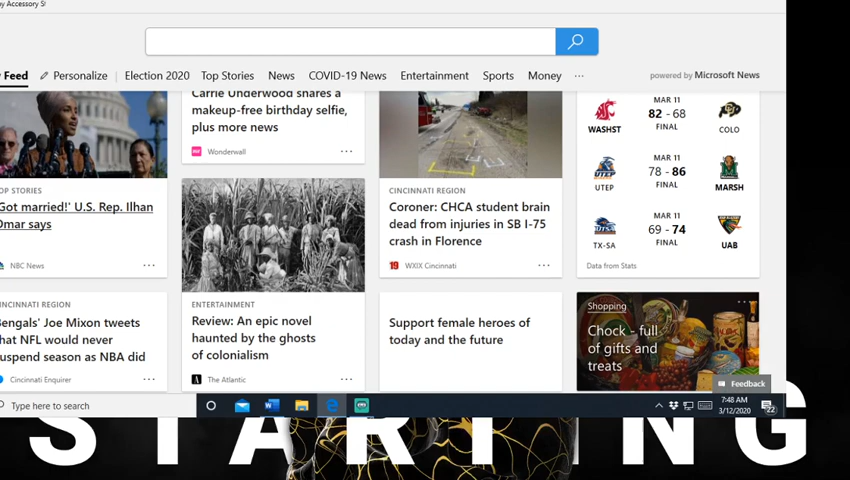 y Accessory St
Feed
Personalize
Election 2020
Top Stories
News
COVID-19 News
Entertainment
Sports
Money
...
powered by Microsoft News
OP STORIES
Got married!' U.S. Rep. Ilhan
Omar says
NBC News
...
Carrie Underwood shares a
makeup-free birthday selfie,
plus more news
Wonderwall
...
CINCINNATI REGION
Coroner: CHCA student brain
dead from injuries in SB I-75
crash in Florence
19 WXIX Cincinnati
...
MAR 11
82 - 68
FINAL
WASHST
COLO
MAR 11
78 - 86
FINAL
UTEP
MARSH
MAR 11
69 - 74
FINAL
TX-SA
UAB
Data from Stats
INCINNATI REGION
Bengals' Joe Mixon tweets
that NFL would never
suspend season as NBA did
Cincinnati Enquirer
...
ENTERTAINMENT
Review: An epic novel
haunted by the ghosts
of colonialism
A The Atlantic
...
Support female heroes of
today and the future
Shopping
Chock - full
of gifts and
treats
...
Feedback
Type here to search
7:48 AM
3/12/2020
22
STARTING